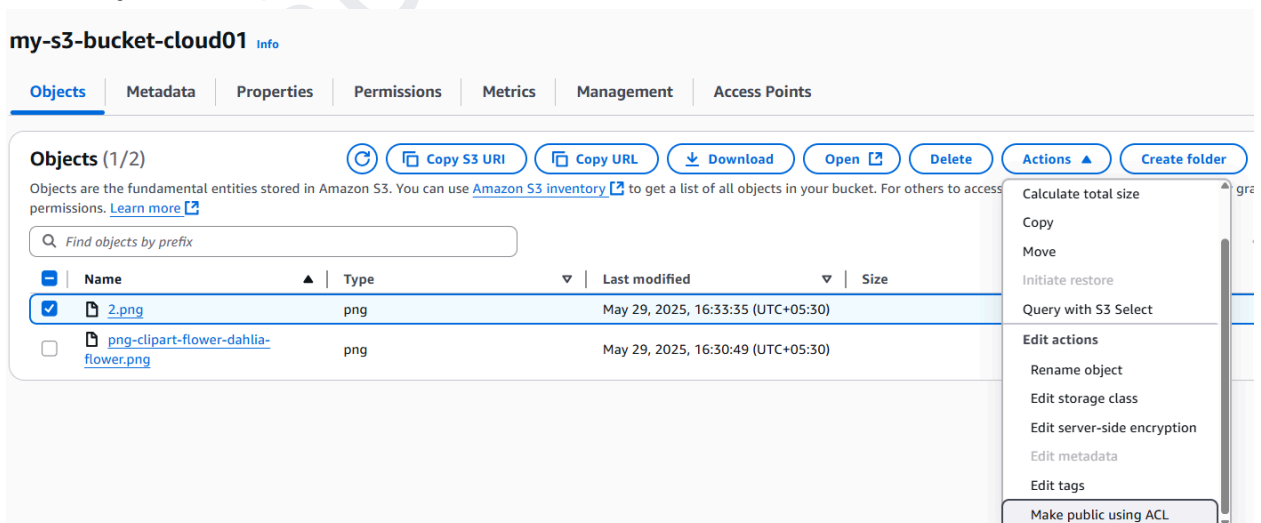 my-s3-bucket-cloud01 Info
Objects Metadata Properties Permissions Metrics Management Access Points
Objects (1/2) Copy S3 URI Copy URL Download Open Delete Actions Create folder
Objects are the fundamental entities stored in Amazon S3. You can use Amazon S3 inventory to get a list of all objects in your bucket. For others to access
permissions. Learn more
Find objects by prefix
Name Type Last modified Size
2.png png May 29, 2025, 16:33:35 (UTC+05:30)
png-clipart-flower-dahlia-
flower.png png May 29, 2025, 16:30:49 (UTC+05:30)
Calculate total size
Copy
Move
Initiate restore
Query with S3 Select
Edit actions
Rename object
Edit storage class
Edit server-side encryption
Edit metadata
Edit tags
Make public using ACL